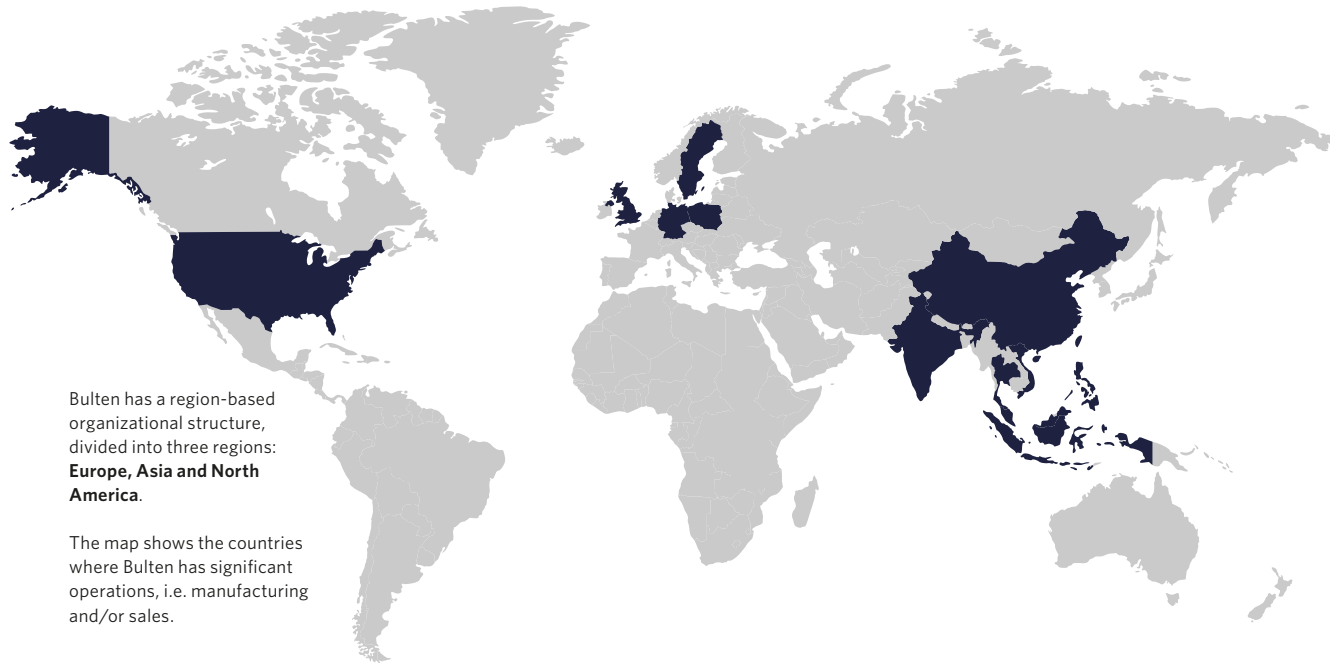 Bulten has a region-based
organizational structure,
divided into three regions:
Europe, Asia and North
America.
The map shows the countries
where Bulten has significant
operations, i.e. manufacturing
and/or sales.